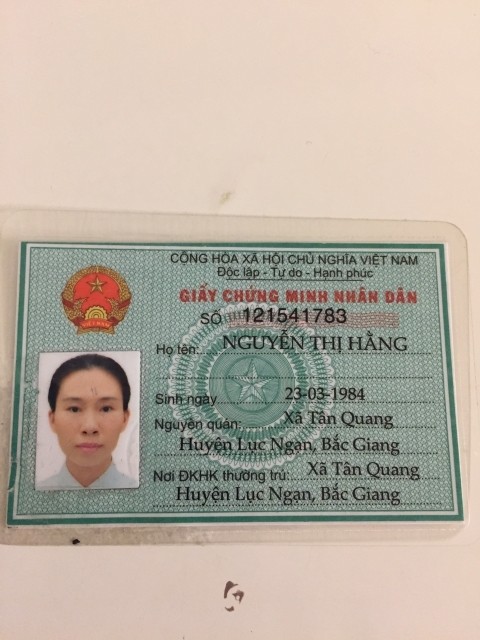 CỘNG HÒA XÃ HỘI CHỦ NGHĨA VIỆT NAM
Độc lập - Tự do - Hạnh phúc
GIẤY CHỨNG MINH NHÂN DÂN
SỐ 121541783
Họ tên: NGUYỄN THỊ HẰNG
Sinh ngày 23-03-1984
Nguyên quán: Xã Tân Quang
Huyện Lục Ngạn, Bắc Giang
Nơi ĐKHK thường trú: Xã Tân Quang
Huyện Lục Ngạn, Bắc Giang